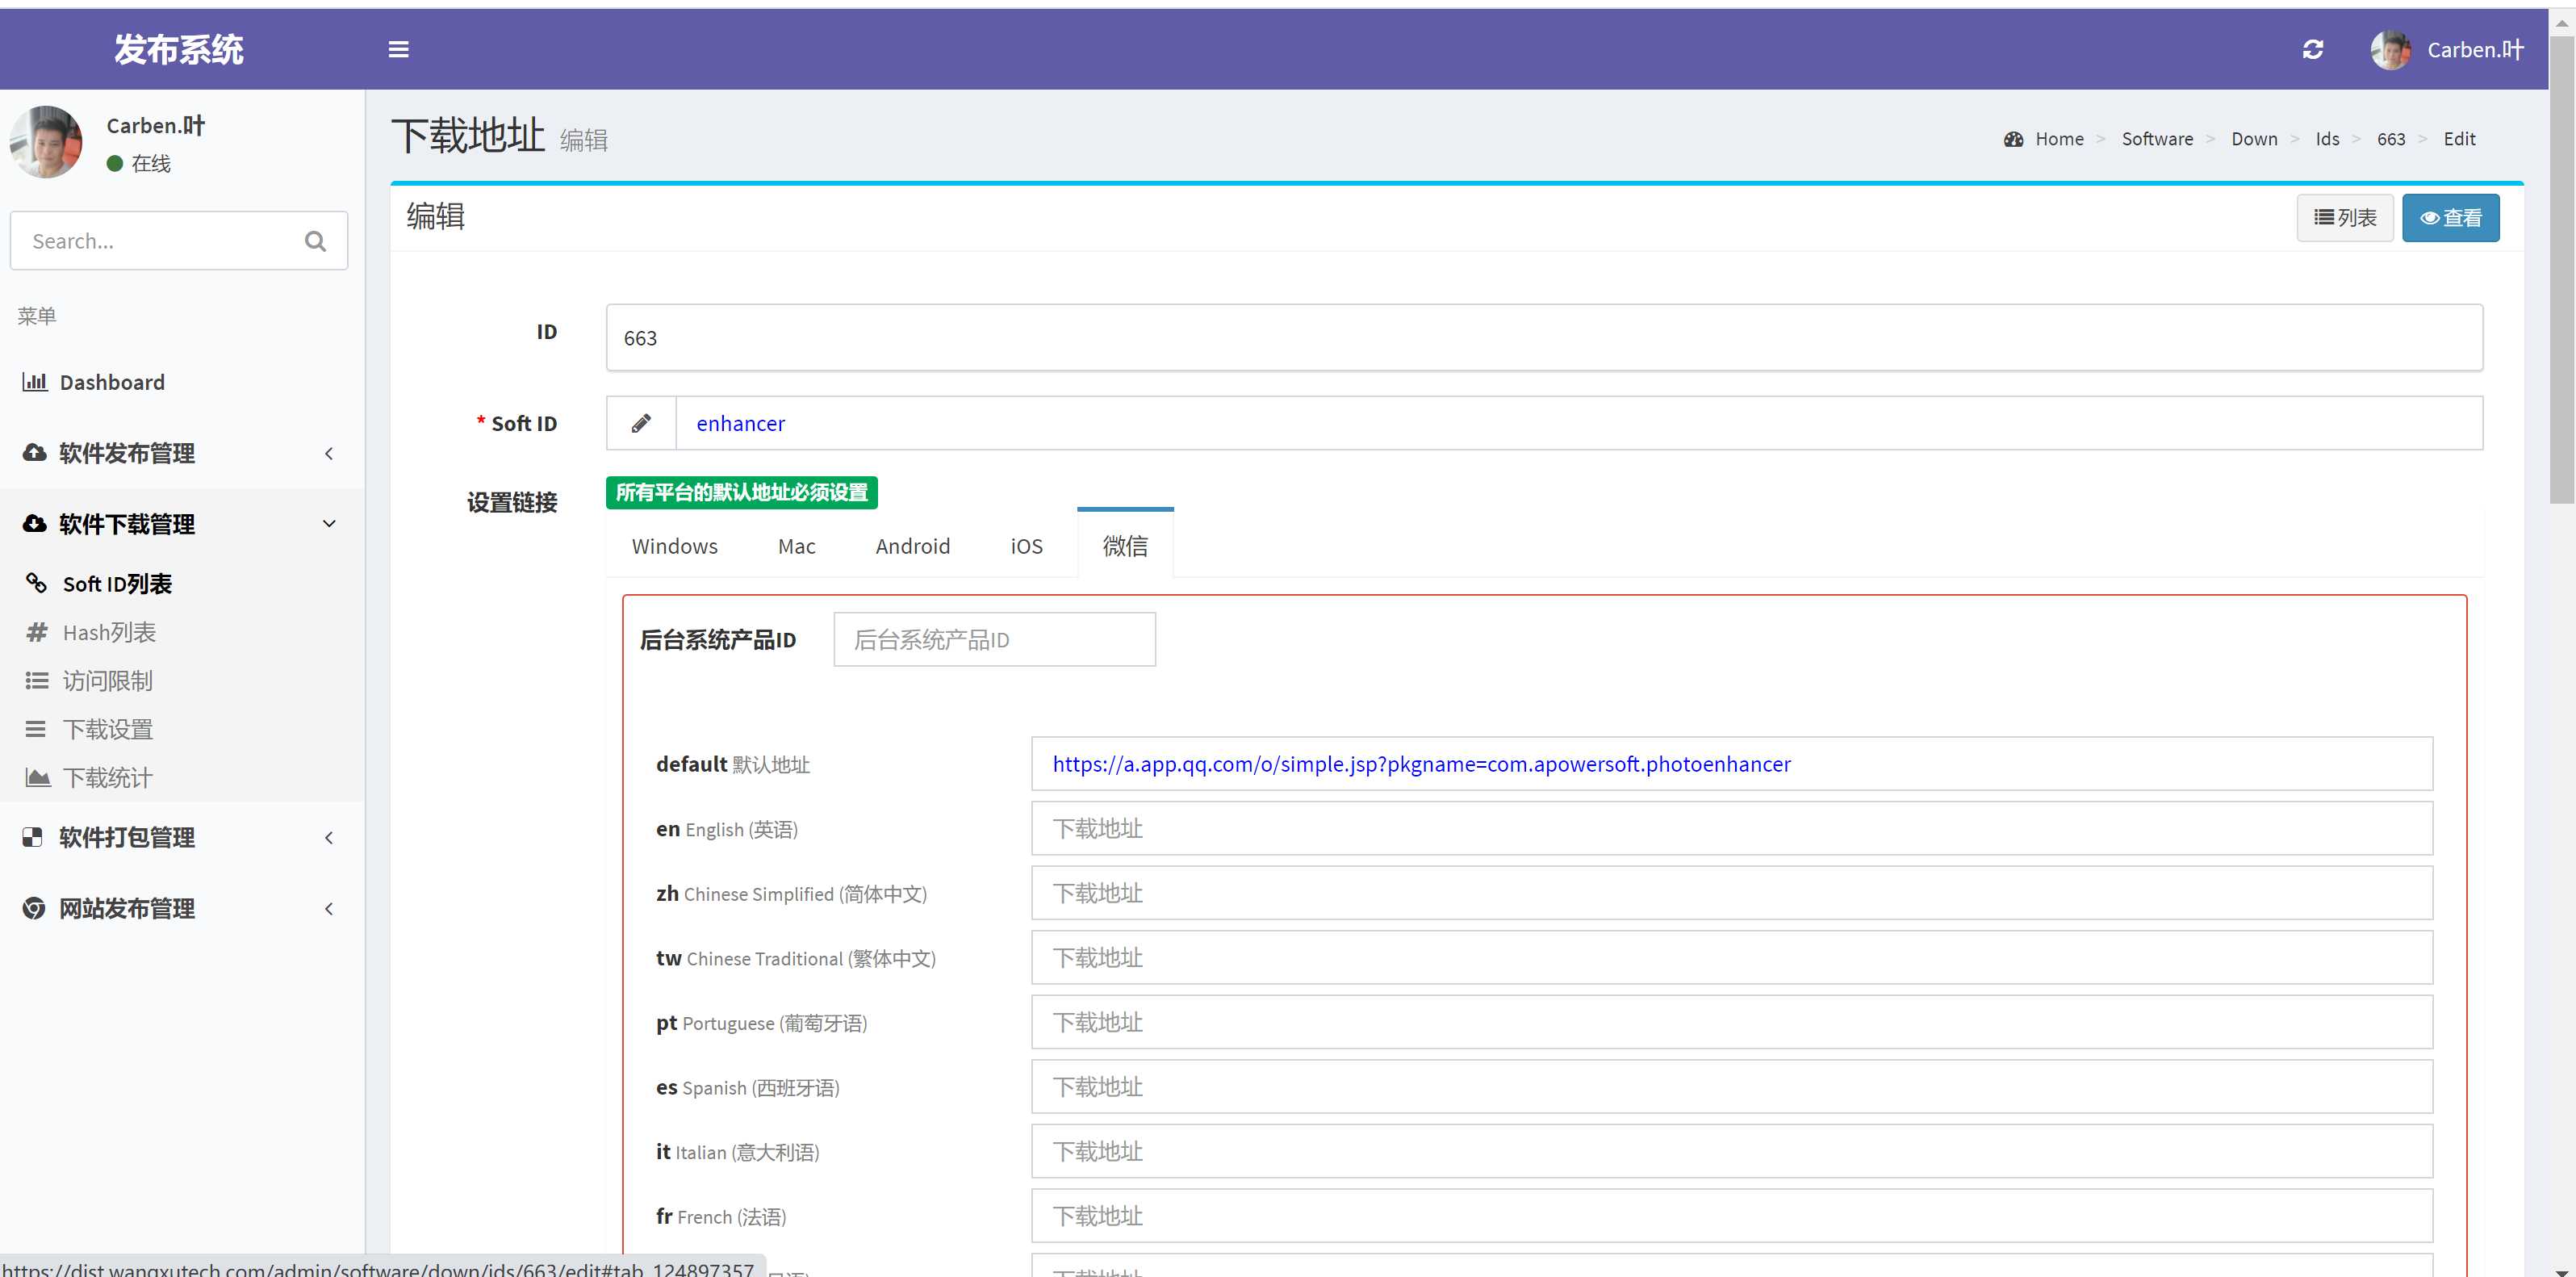 发布系统
Carben.叶
Carben.叶
在线
Search...
菜单
Dashboard
软件发布管理
软件下载管理
Soft ID列表
Hash列表
访问限制
下载设置
下载统计
软件打包管理
网站发布管理
下载地址 编辑
Home > Software > Down > Ids > 663 > Edit
编辑
列表 查看
ID 663
* Soft ID enhancer
设置链接 所有平台的默认地址必须设置
Windows Mac Android iOS 微信
后台系统产品ID 后台系统产品ID
default 默认地址 https://a.app.qq.com/o/simple.jsp?pkgname=com.apowersoft.photoenhancer
en English (英语) 下载地址
zh Chinese Simplified (简体中文) 下载地址
tw Chinese Traditional (繁体中文) 下载地址
pt Portuguese (葡萄牙语) 下载地址
es Spanish (西班牙语) 下载地址
it Italian (意大利语) 下载地址
fr French (法语) 下载地址
下载地址
https://dist.wangxutech.com/admin/software/down/ids/663/edit#tab_124897357